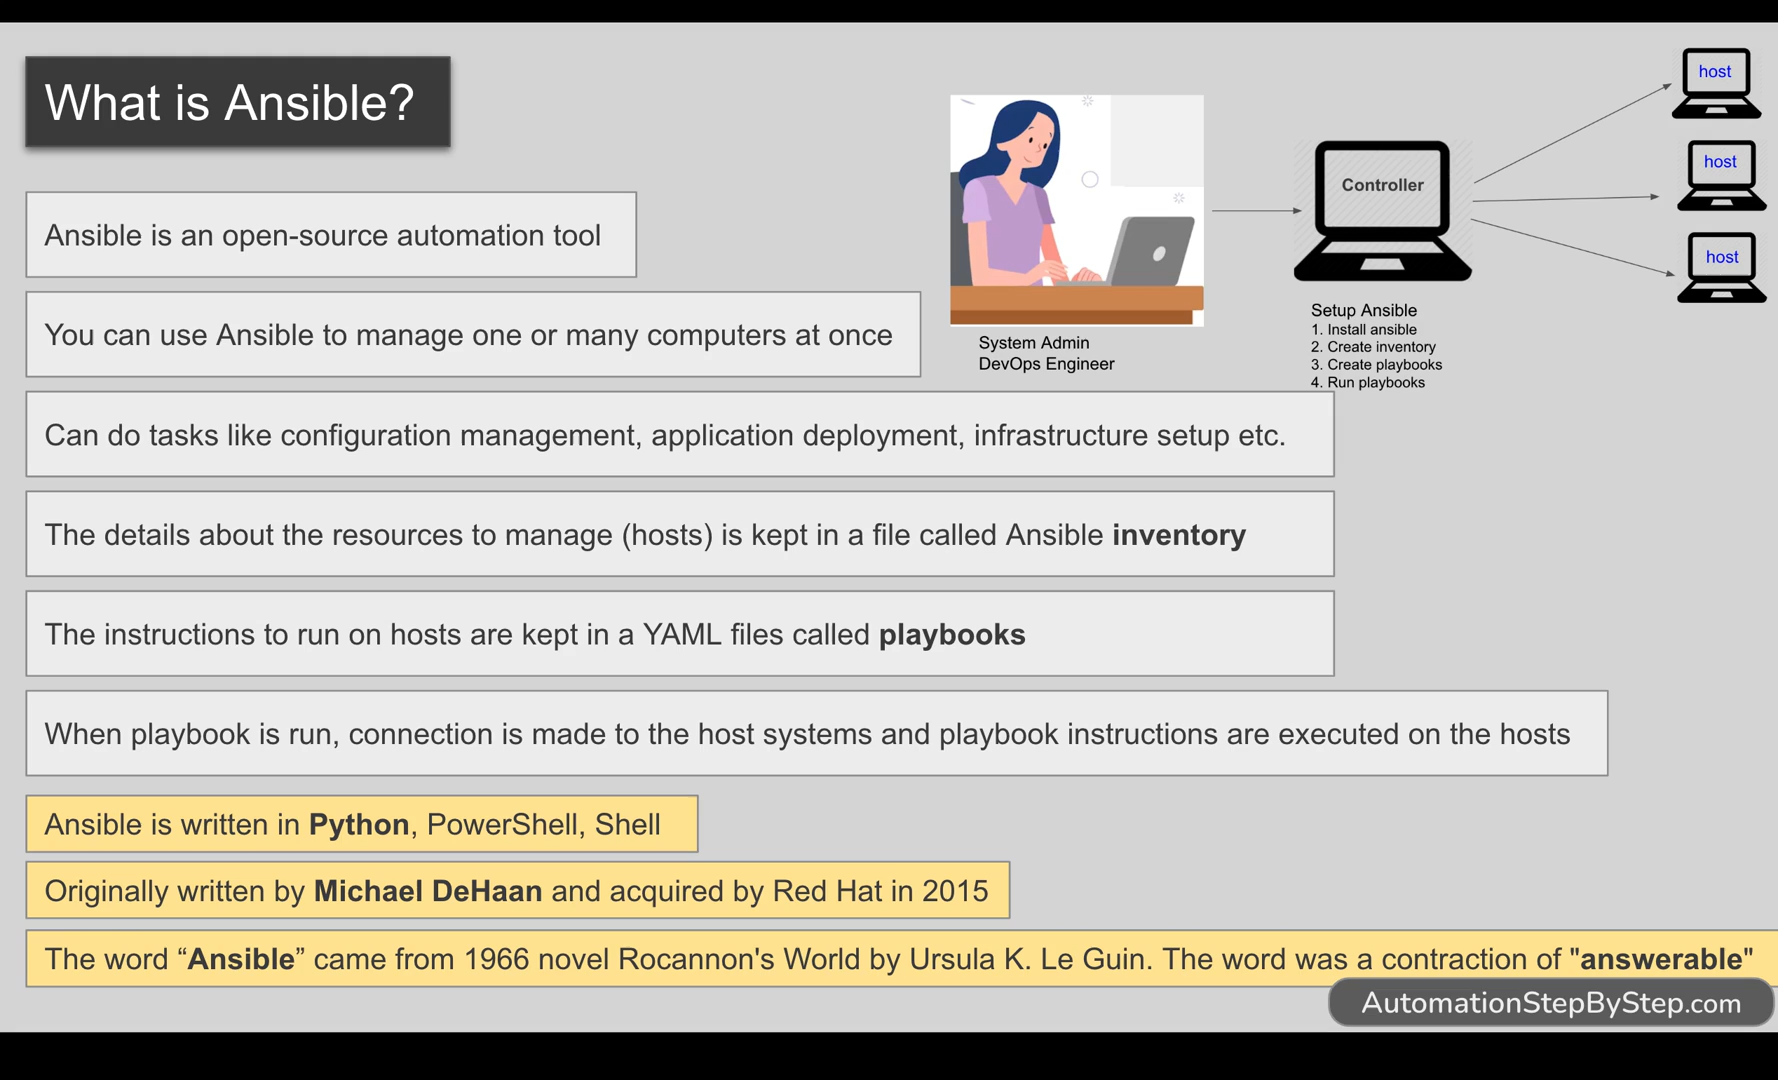 What is Ansible?
host
host
host
Controller
Ansible is an open-source automation tool
You can use Ansible to manage one or many computers at once
System Admin
DevOps Engineer
Setup Ansible
1. Install ansible
2. Create inventory
3. Create playbooks
4. Run playbooks
Can do tasks like configuration management, application deployment, infrastructure setup etc.
The details about the resources to manage (hosts) is kept in a file called Ansible inventory
The instructions to run on hosts are kept in a YAML files called playbooks
When playbook is run, connection is made to the host systems and playbook instructions are executed on the hosts
Ansible is written in Python, PowerShell, Shell
Originally written by Michael DeHaan and acquired by Red Hat in 2015
The word “Ansible” came from 1966 novel Rocannon's World by Ursula K. Le Guin. The word was a contraction of "answerable"
AutomationStepByStep.com